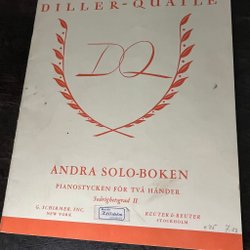 DILLER-QUAILE
DQ
ANDRA SOLO-BOKEN
PIANOSTYCKEN FÖR TVÅ HÄNDER
Svårighetsgrad II
G. SCHIRMER, INC.
NEW YORK
REUTER & REUTER
STOCKHOLM